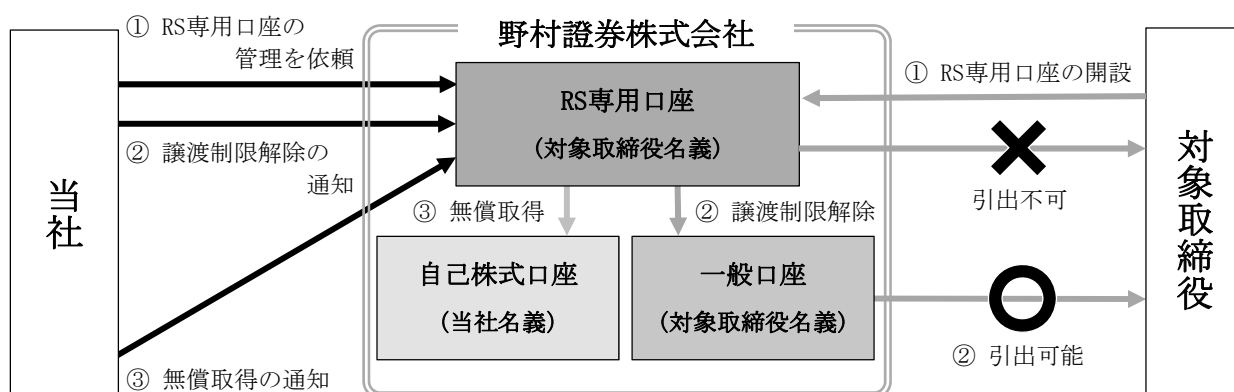 ① RS専用口座の
管理を依頼
② 譲渡制限解除の
通知
③ 無償取得の通知
当社
野村證券株式会社
RS専用口座
(対象取締役名義)
③ 無償取得
② 譲渡制限解除
自己株式口座
(当社名義)
一般口座
(対象取締役名義)
① RS専用口座の開設
引出不可
② 引出可能
対象取締役